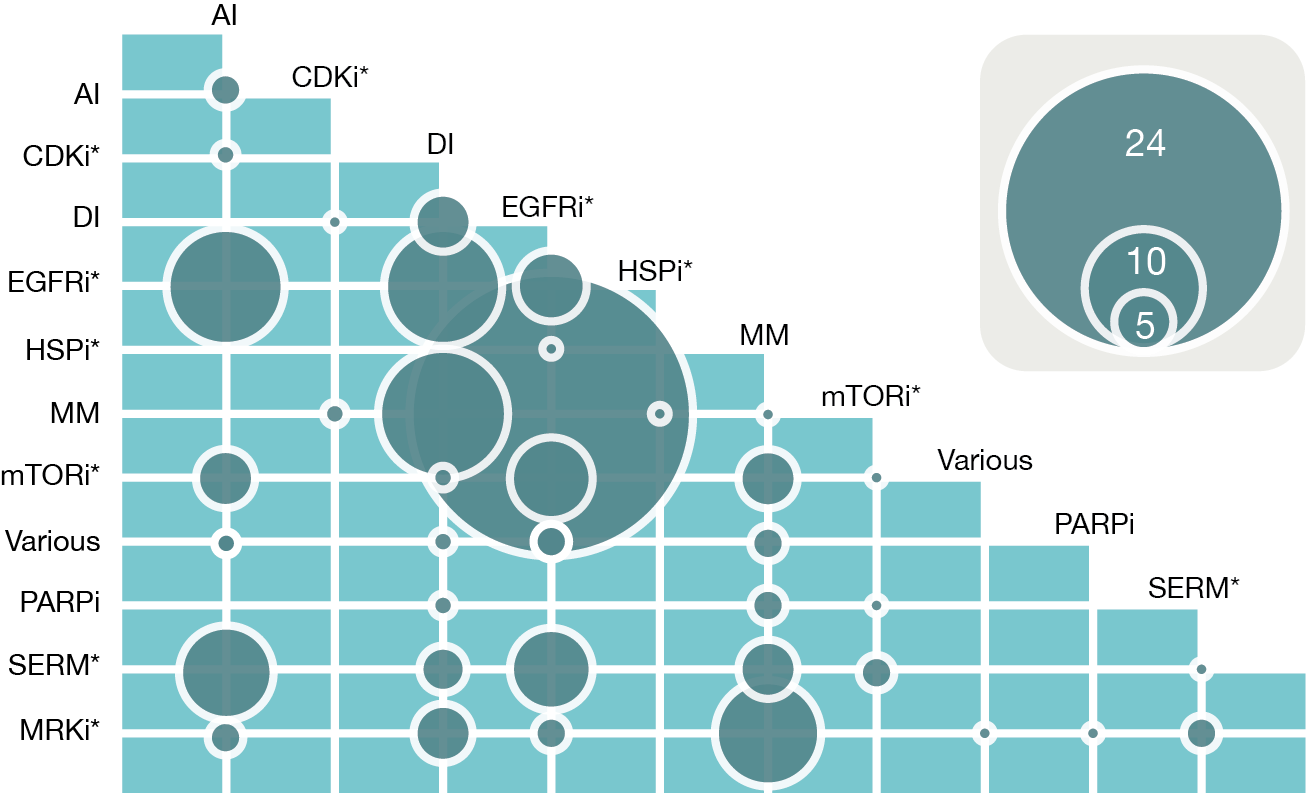 AI
CDKi*
DI
EGFRi*
HSPi*
MM
mTORi*
Various
PARPi
SERM*
AI
CDKi*
DI
EGFRi*
HSPi*
MM
mTORi*
Various
PARPi
SERM*
MRKi*
24
10
5